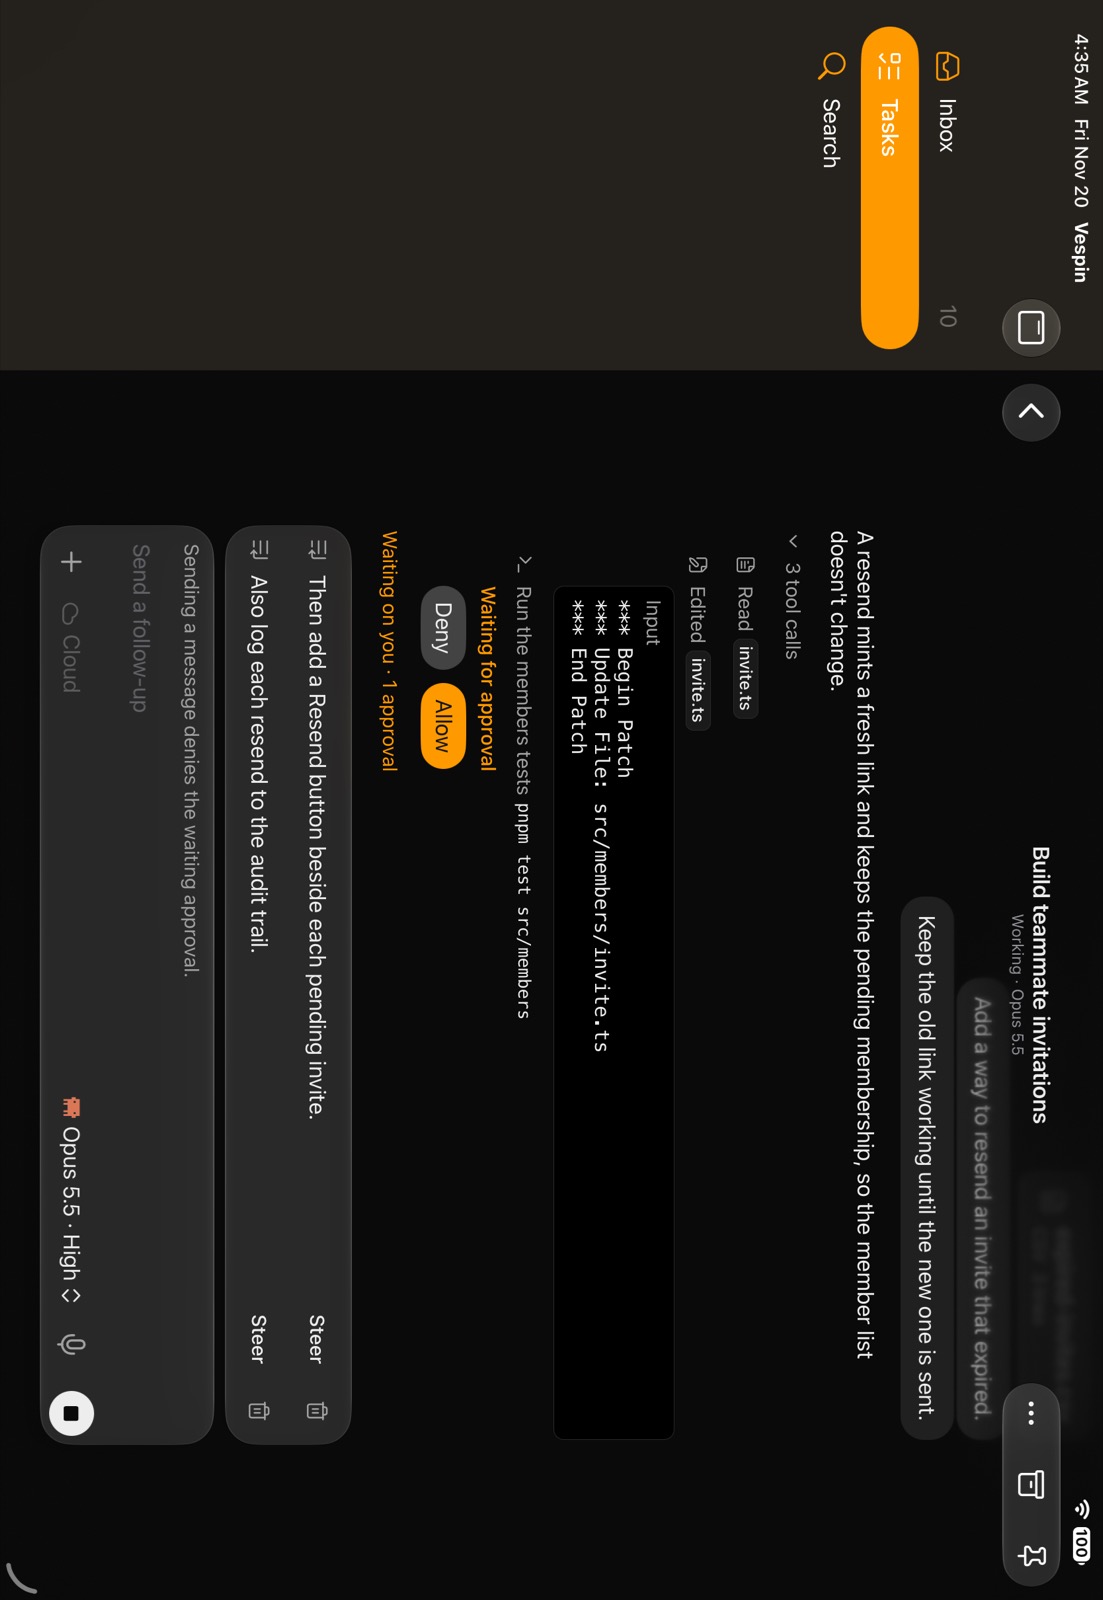 4:35 AM Fri Nov 20 Vespin
100
Inbox 10
Tasks
Search
Build teammate invitations
Working · Opus 5.5
Add a way to resend an invite that expired.
Keep the old link working until the new one is sent.
A resend mints a fresh link and keeps the pending membership, so the member list
doesn't change.
3 tool calls
Read invite.ts
Edited invite.ts
Input
*** Begin Patch
*** Update File: src/members/invite.ts
*** End Patch
Run the members tests pnpm test src/members
Waiting for approval
Deny Allow
Waiting on you · 1 approval
Then add a Resend button beside each pending invite. Steer
Also log each resend to the audit trail. Steer
Sending a message denies the waiting approval.
Send a follow-up
Cloud Opus 5.5 · High